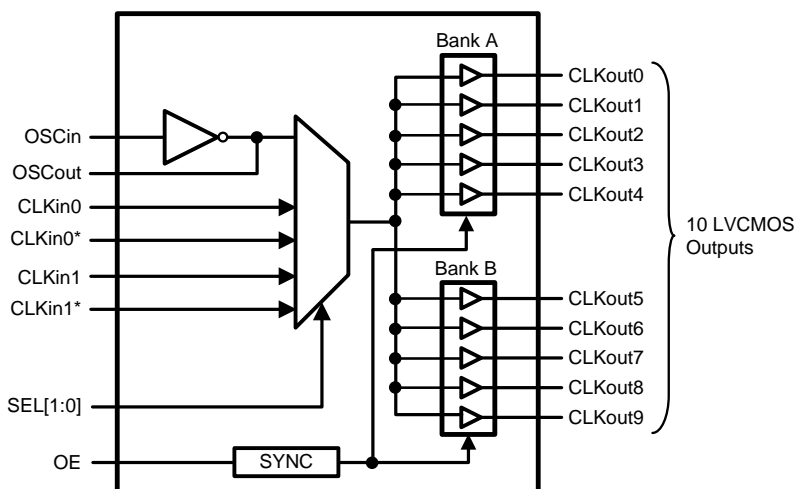 Bank A
CLKout0
CLKout1
CLKout2
CLKout3
CLKout4
OSCin
OSCout
CLKin0
CLKin0*
CLKin1
CLKin1*
10 LVCMOS
Outputs
Bank B
CLKout5
CLKout6
CLKout7
CLKout8
CLKout9
SEL[1:0]
OE
SYNC